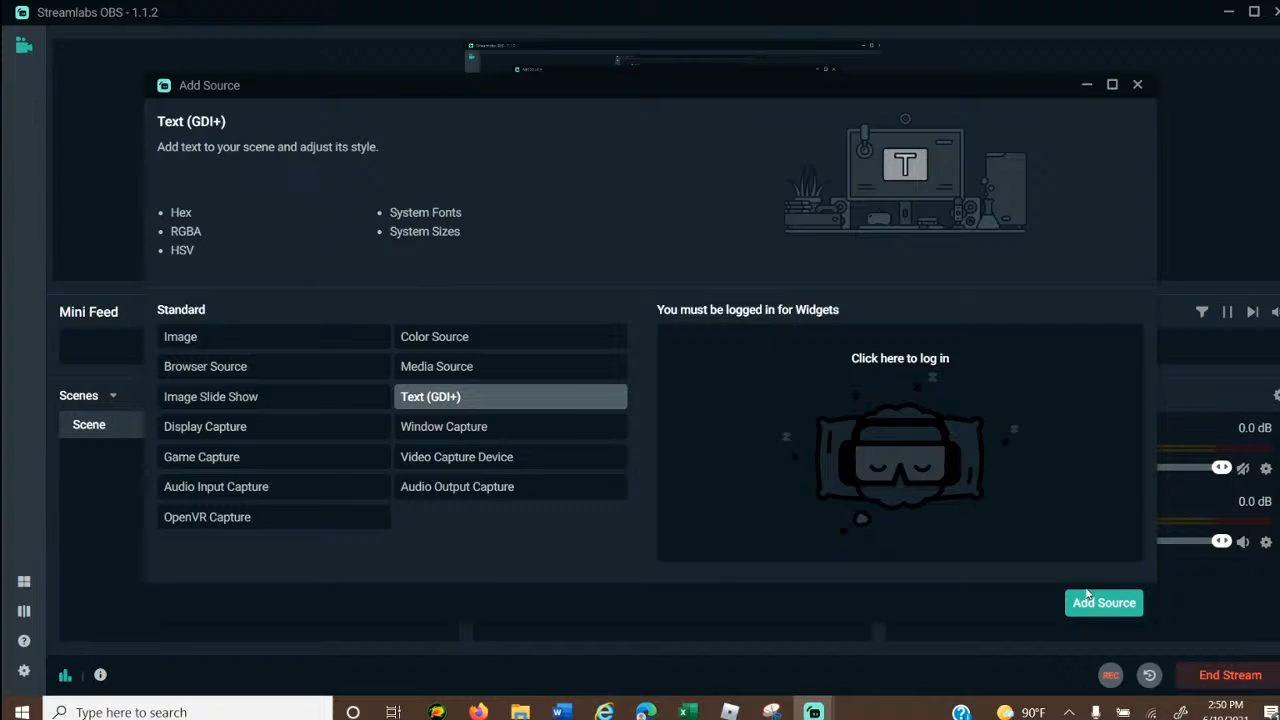 Streamlabs OBS - 1.1.2
Add Source
Text (GDI+)
Add text to your scene and adjust its style.
Hex
System Fonts
RGBA
System Sizes
HSV
Mini Feed
Standard
You must be logged in for Widgets
Image
Color Source
Click here to log in
Browser Source
Media Source
Scenes
Image Slide Show
Text (GDI+)
Scene
Display Capture
Window Capture
0.0 dB
Game Capture
Video Capture Device
Audio Input Capture
Audio Output Capture
0.0 dB
OpenVR Capture
Add Source
REC
End Stream
Type here to search
90°F
2:50 PM